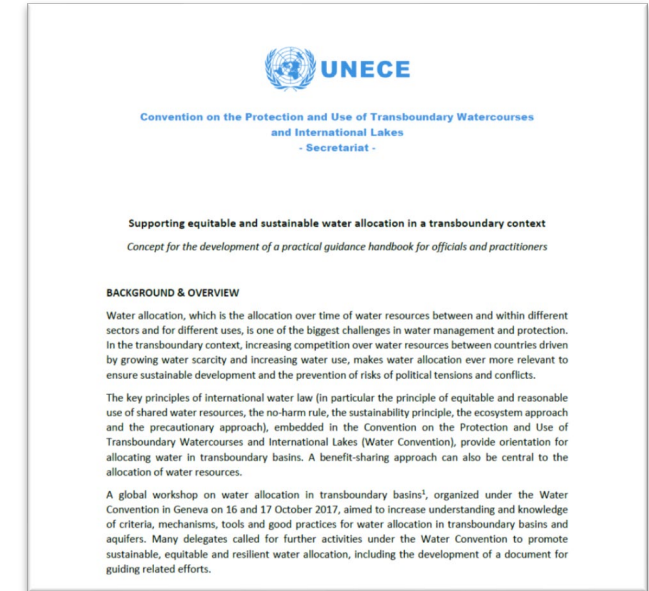 UNECE
Convention on the Protection and Use of Transboundary Watercourses
and International Lakes
- Secretariat -
Supporting equitable and sustainable water allocation in a transboundary context
Concept for the development of a practical guidance handbook for officials and practitioners
BACKGROUND & OVERVIEW
Water allocation, which is the allocation over time of water resources between and within different
sectors and for different uses, is one of the biggest challenges in water management and protection.
In the transboundary context, increasing competition over water resources between countries driven
by growing water scarcity and increasing water use, makes water allocation ever more relevant to
ensure sustainable development and the prevention of risks of political tensions and conflicts.
The key principles of international water law (in particular the principle of equitable and reasonable
use of shared water resources, the no-harm rule, the sustainability principle, the ecosystem approach
and the precautionary approach), embedded in the Convention on the Protection and Use of
Transboundary Watercourses and International Lakes (Water Convention), provide orientation for
allocating water in transboundary basins. A benefit-sharing approach can also be central to the
allocation of water resources.
A global workshop on water allocation in transboundary basins¹, organized under the Water
Convention in Geneva on 16 and 17 October 2017, aimed to increase understanding and knowledge
of criteria, mechanisms, tools and good practices for water allocation in transboundary basins and
aquifers. Many delegates called for further activities under the Water Convention to promote
sustainable, equitable and resilient water allocation, including the development of a document for
guiding related efforts.